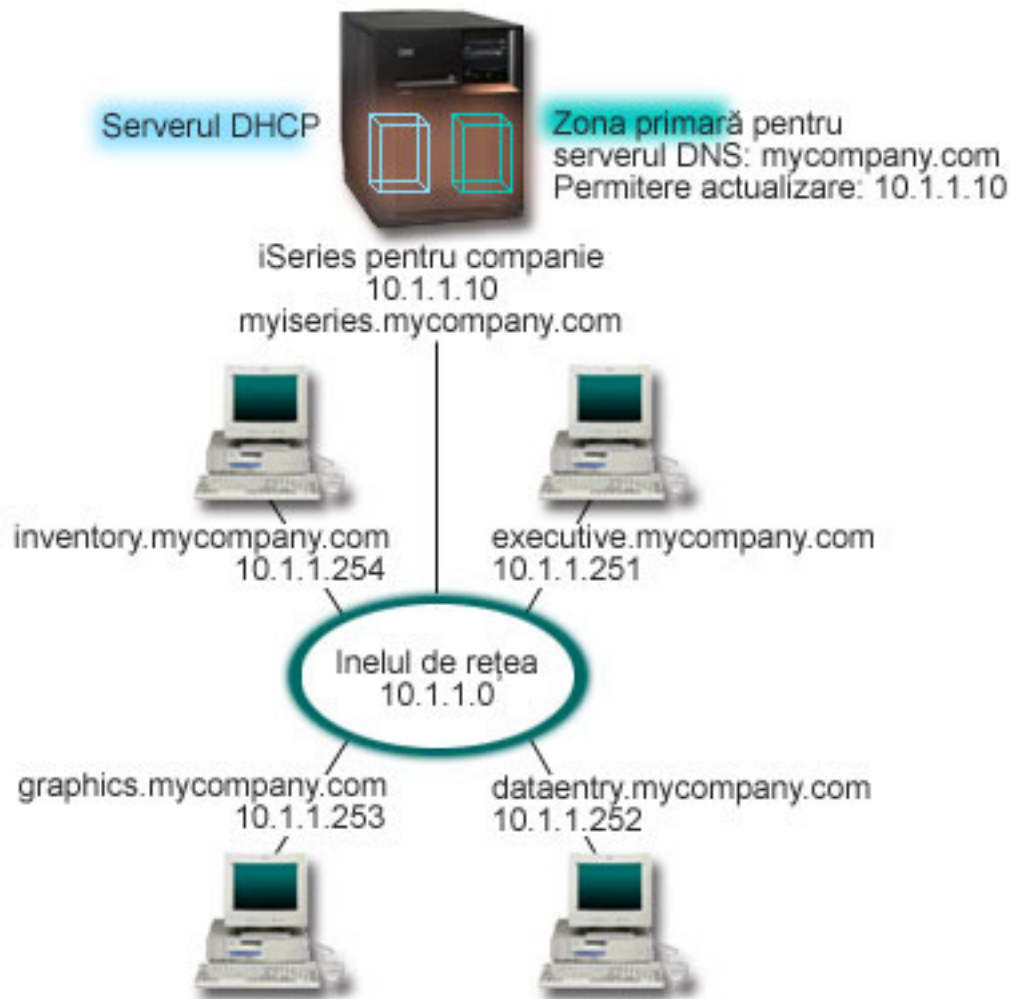 Serverul DHCP
Zona primară pentru
serverul DNS: mycompany.com
Permitere actualizare: 10.1.1.10
iSeries pentru companie
10.1.1.10
myiseries.mycompany.com
inventory.mycompany.com
10.1.1.254
executive.mycompany.com
10.1.1.251
Inelul de rețea
10.1.1.0
graphics.mycompany.com
10.1.1.253
dataentry.mycompany.com
10.1.1.252